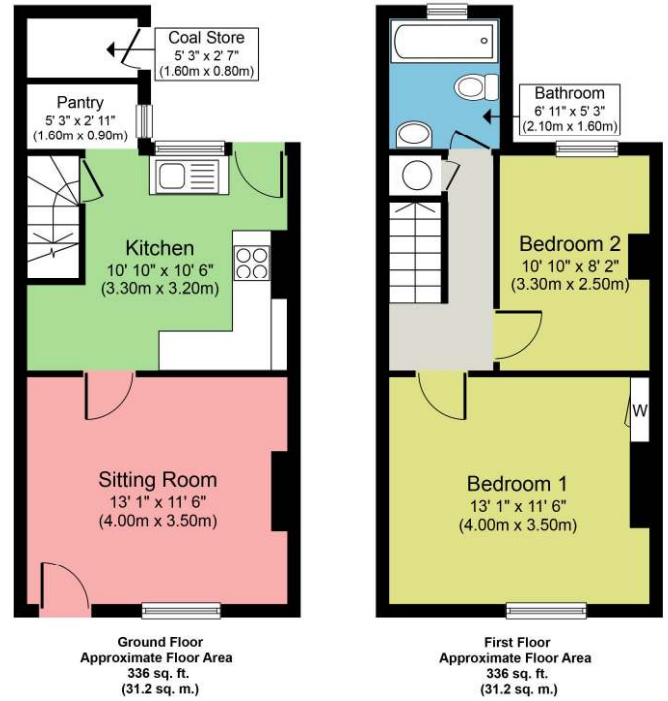 Coal Store
5' 3" x 2' 7"
(1.60m x 0.80m)
Pantry
5' 3" x 2' 11"
(1.60m x 0.90m)
Kitchen
10' 10" x 10' 6"
(3.30m x 3.20m)
Sitting Room
13' 1" x 11' 6"
(4.00m x 3.50m)
Ground Floor
Approximate Floor Area
336 sq. ft.
(31.2 sq. m.)
Bathroom
6' 11" x 5' 3"
(2.10m x 1.60m)
Bedroom 2
10' 10" x 8' 2"
(3.30m x 2.50m)
W
Bedroom 1
13' 1" x 11' 6"
(4.00m x 3.50m)
First Floor
Approximate Floor Area
336 sq. ft.
(31.2 sq. m.)